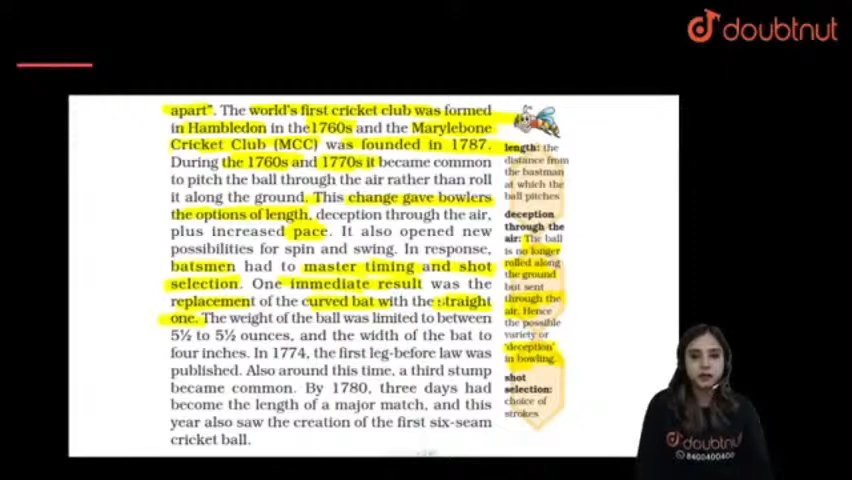 doubtnut
apart”. The world's first cricket club was formed
in Hambledon in the 1760s and the Marylebone
Cricket Club (MCC) was founded in 1787.
During the 1760s and 1770s it became common
to pitch the ball through the air rather than roll
it along the ground. This change gave bowlers
the options of length, deception through the air,
plus increased pace. It also opened new
possibilities for spin and swing. In response,
batsmen had to master timing and shot
selection. One immediate result was the
replacement of the curved bat with the straight
one. The weight of the ball was limited to between
5½ to 5½ ounces, and the width of the bat to
four inches. In 1774, the first leg-before law was
published. Also around this time, a third stump
became common. By 1780, three days had
become the length of a major match, and this
year also saw the creation of the first six-seam
cricket ball.
length: the
distance from
the bastman
at which the
ball pitches
deception
through the
air: The ball
is no longer
rolled along
the ground
but sent
through the
air. Hence
the possible
variety or
'deception'
in bowling.
shot
selection:
choice of
strokes
doubtnut
8400400400